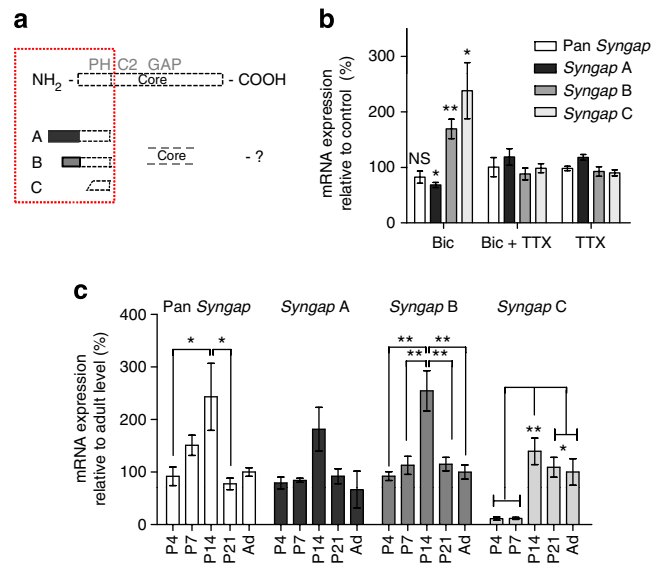 a
PH C2 GAP
NH2 - Core - COOH
A
B
C
Core
- ?
b
mRNA expression
relative to control (%)
300
200
100
0
Pan Syngap
Syngap A
Syngap B
Syngap C
NS
*
**
*
Bic
Bic + TTX
TTX
c
Pan Syngap
Syngap A
Syngap B
Syngap C
mRNA expression
relative to adult level (%)
400
300
200
100
0
* *
** **
** **
**
*
P4 P7 P14 P21 Ad
P4 P7 P14 P21 Ad
P4 P7 P14 P21 Ad
P4 P7 P14 P21 Ad